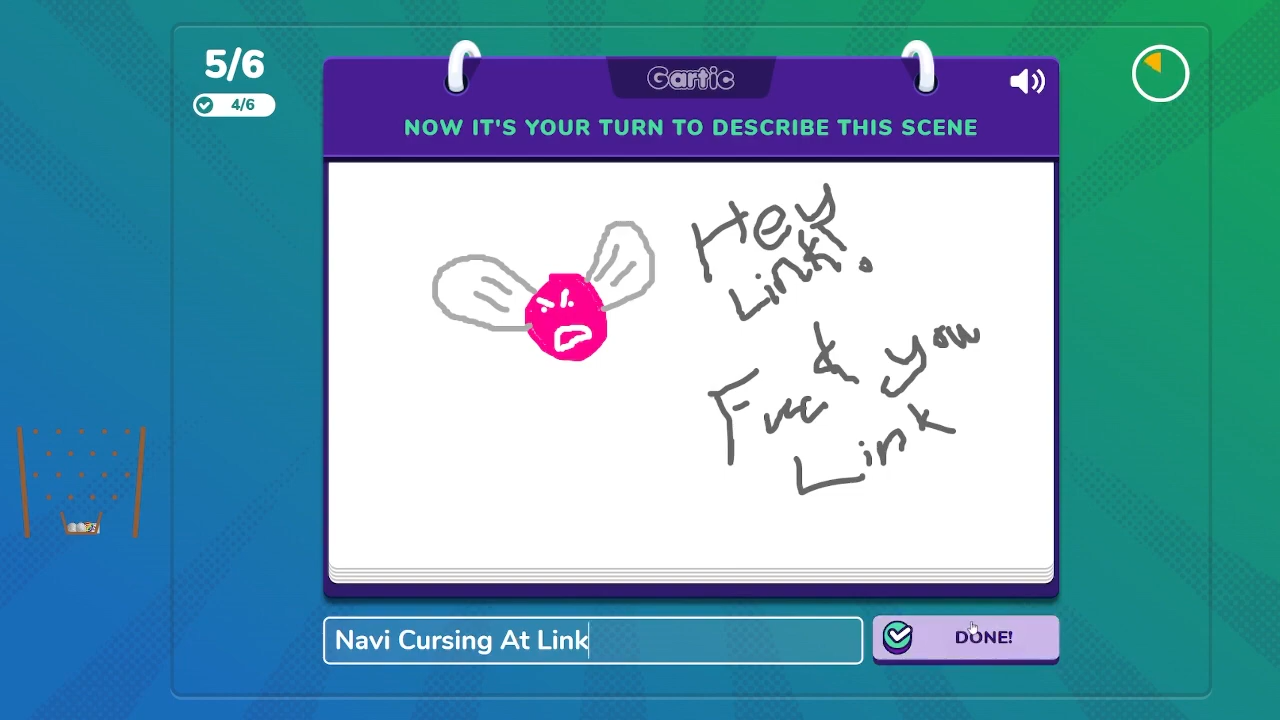 5/6
4/6
Gartic
NOW IT'S YOUR TURN TO DESCRIBE THIS SCENE
Hey
Link!
Fuck you
Link
Navi Cursing At Link
DONE!